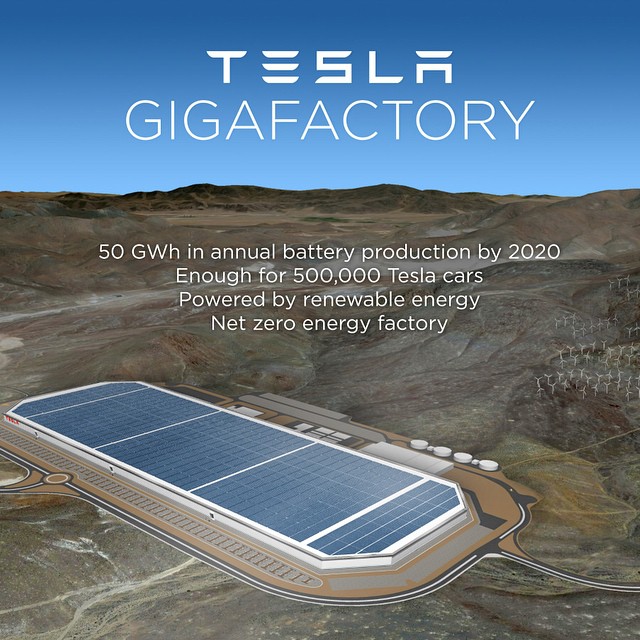 TESLA
GIGAFACTORY
50 GWh in annual battery production by 2020
Enough for 500,000 Tesla cars
Powered by renewable energy
Net zero energy factory
TESLA